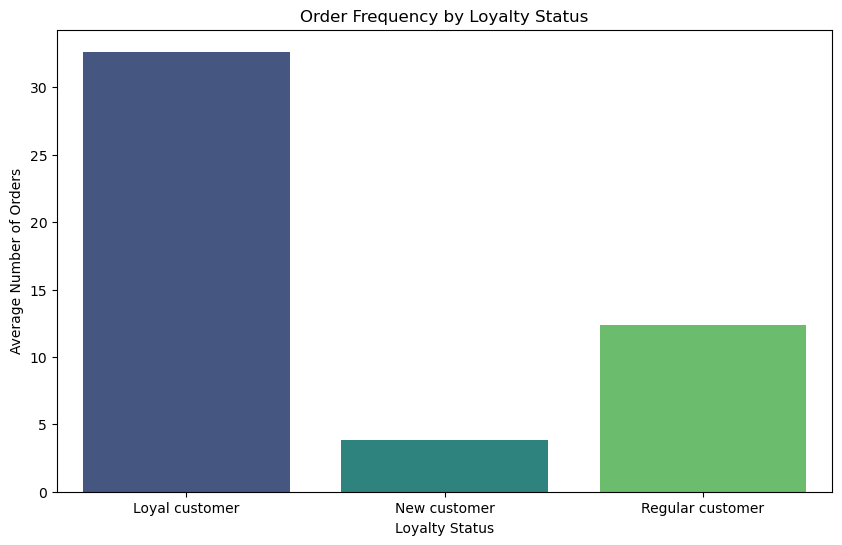 Order Frequency by Loyalty Status
Average Number of Orders
30
25
20
15
10
5
0
Loyal customer
New customer
Regular customer
Loyalty Status